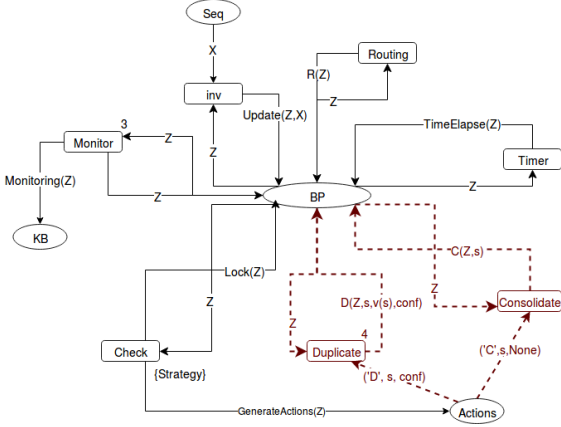 Seq
X
Routing
R(Z)
inv
Z
Update(Z,X)
3
Monitor
Z
TimeElapse(Z)
Z
Timer
Monitoring(Z)
Z
Z
BP
KB
C(Z,s)
Lock(Z)
Z
Z
D(Z,s,v(s),conf)
Consolidate
Z
4
Check
Duplicate
('C',s,None)
{Strategy}
('D', s, conf)
GenerateActions(Z)
Actions